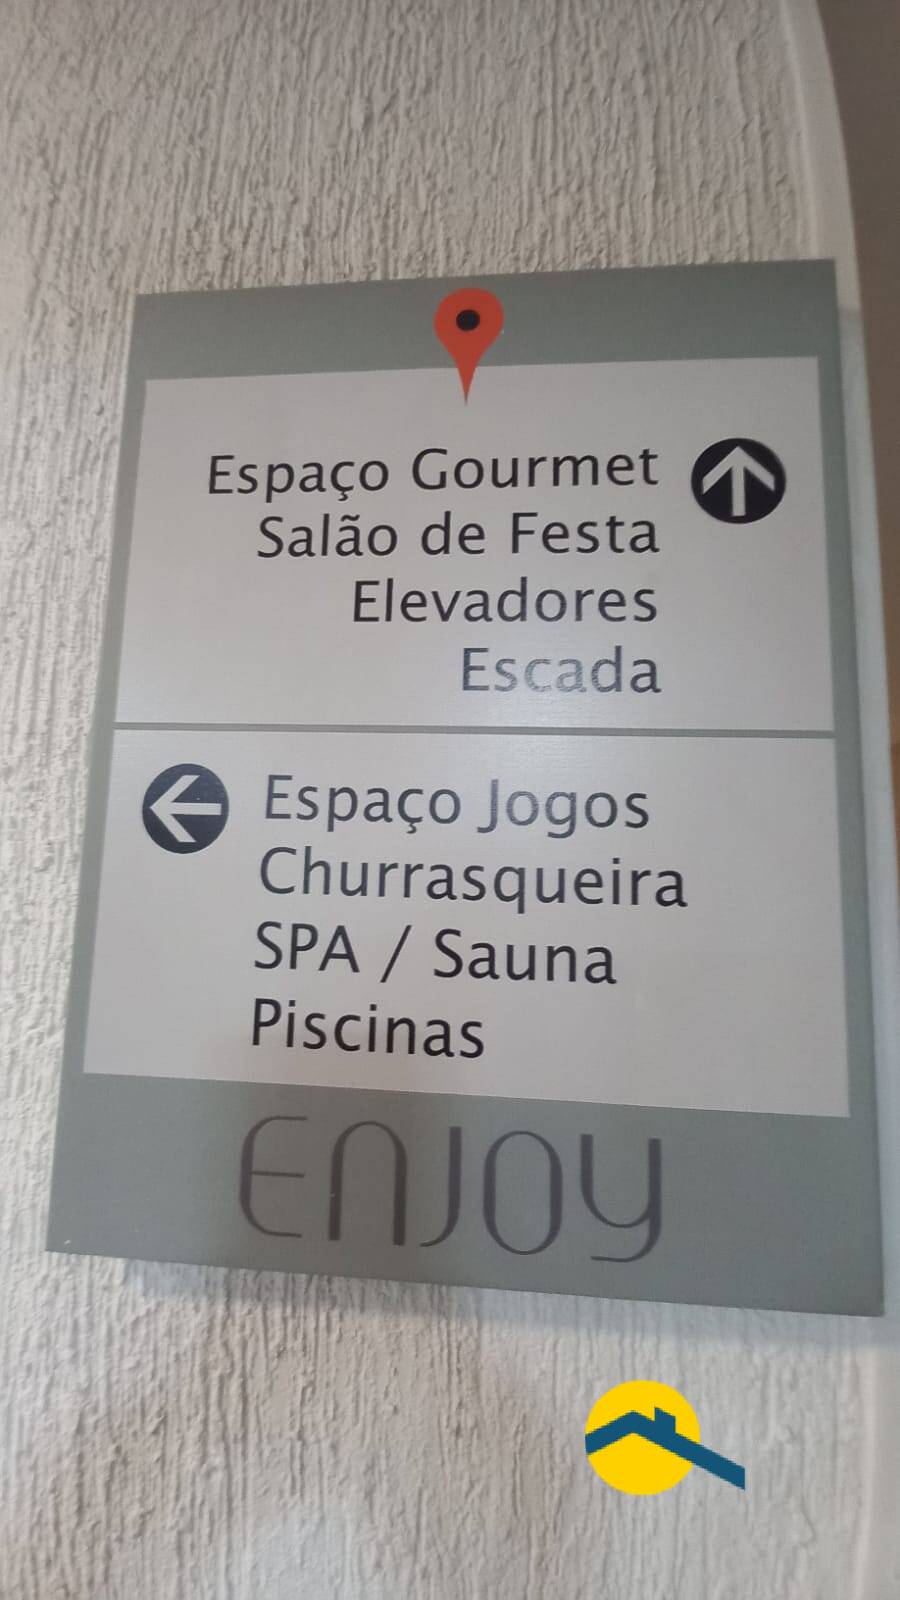 Espaço Gourmet
Salão de Festa
Elevadores
Escada
Espaço Jogos
Churrasqueira
SPA / Sauna
Piscinas
ENJOY